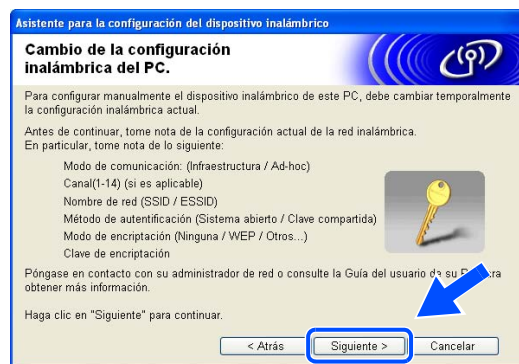 Asistente para la configuración del dispositivo inalámbrico
Cambio de la configuración
inalámbrica del PC.
Para configurar manualmente el dispositivo inalámbrico de este PC, debe cambiar temporalmente
la configuración inalámbrica actual.
Antes de continuar, tome nota de la configuración actual de la red inalámbrica.
En particular, tome nota de lo siguiente:
Modo de comunicación: (Infraestructura / Ad-hoc)
Canal(1-14) (si es aplicable)
Nombre de red (SSID / ESSID)
Método de autentificación (Sistema abierto / Clave compartida)
Modo de encriptación (Ninguna / WEP / Otros...)
Clave de encriptación
Póngase en contacto con su administrador de red o consulte la Guía del usuario de su
obtener más información.
Haga clic en "Siguiente" para continuar.
< Atrás
Siguiente >
Cancelar